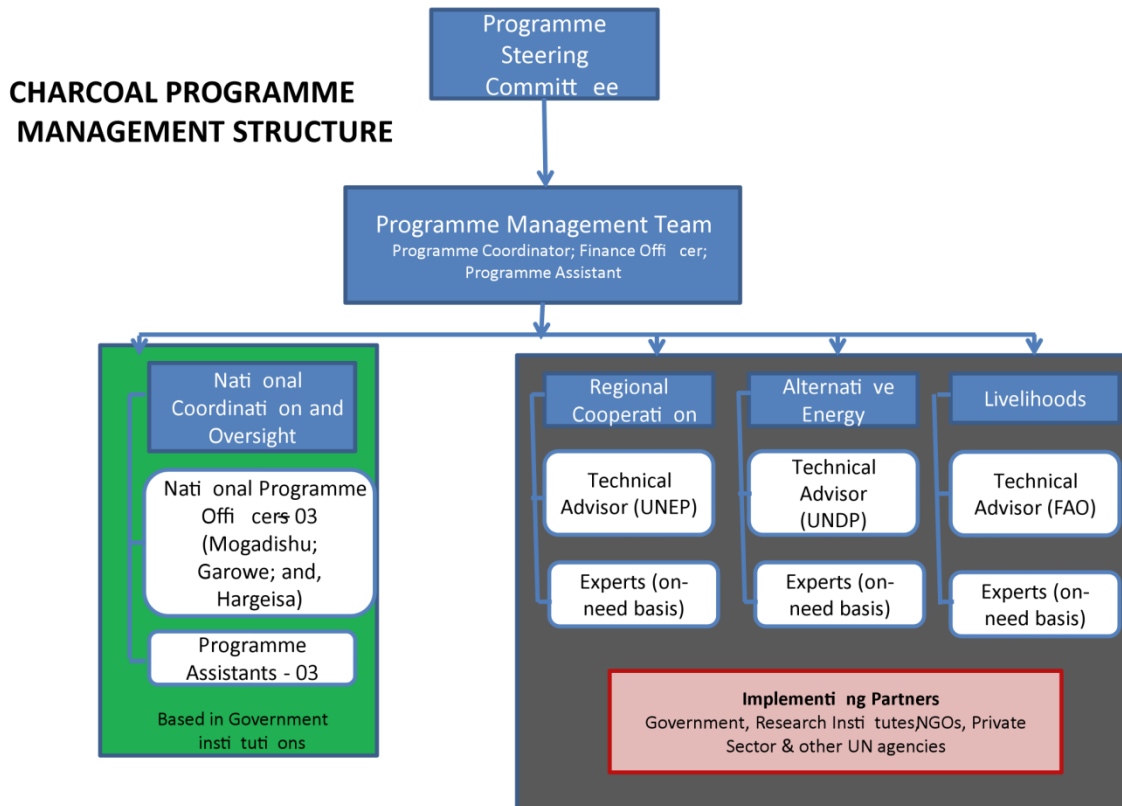 Programme
Steering
Committ ee
CHARCOAL PROGRAMME
MANAGEMENT STRUCTURE
Programme Management Team
Programme Coordinator; Finance Offi cer;
Programme Assistant
Nati onal
Coordinati on and
Oversight
Nati onal Programme
Offi cers 03
(Mogadishu;
Garowe; and,
Hargeisa)
Programme
Assistants - 03
Based in Government
insti tuti ons
Regional
Cooperati on
Technical
Advisor (UNEP)
Experts (on-
need basis)
Alternati ve
Energy
Technical
Advisor
(UNDP)
Experts (on-
need basis)
Livelihoods
Technical
Advisor (FAO)
Experts (on-
need basis)
Implementi ng Partners
Government, Research Insti tutes,NGOs, Private
Sector & other UN agencies